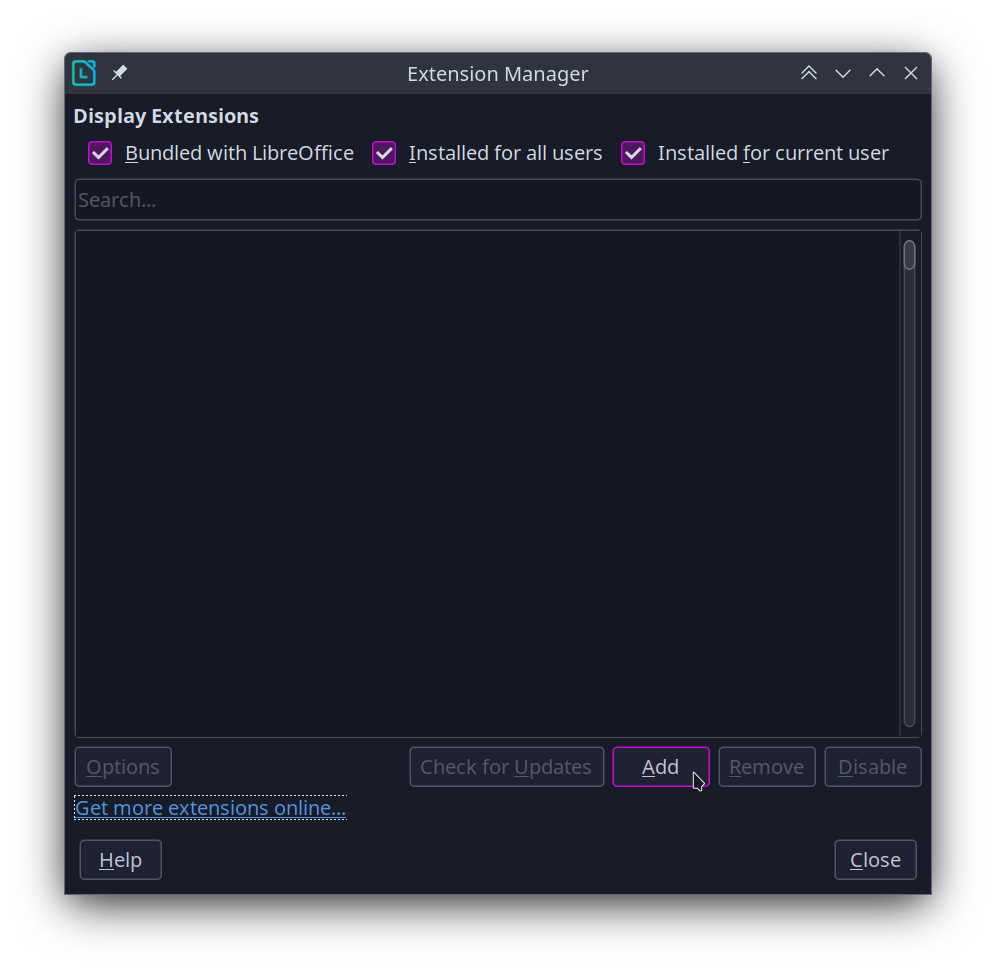 Extension Manager
Display Extensions
Bundled with LibreOffice Installed for all users Installed for current user
Search...
Options Check for Updates Add Remove Disable
Get more extensions online...
Help Close